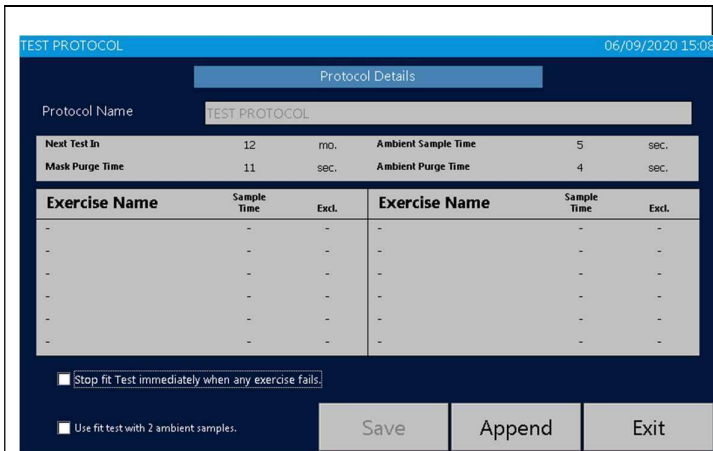 TEST PROTOCOL 06/09/2020 15:08
Protocol Details
Protocol Name TEST PROTOCOL
Next Test In 12 mo. Ambient Sample Time 5 sec.
Mask Purge Time 11 sec. Ambient Purge Time 4 sec.
Exercise Name Sample Time Excl. Exercise Name Sample Time Excl.
- - - - - -
- - - - - -
- - - - - -
- - - - - -
- - - - - -
- - - - - -
Stop fit Test immediately when any exercise fails.
Use fit test with 2 ambient samples. Save Append Exit